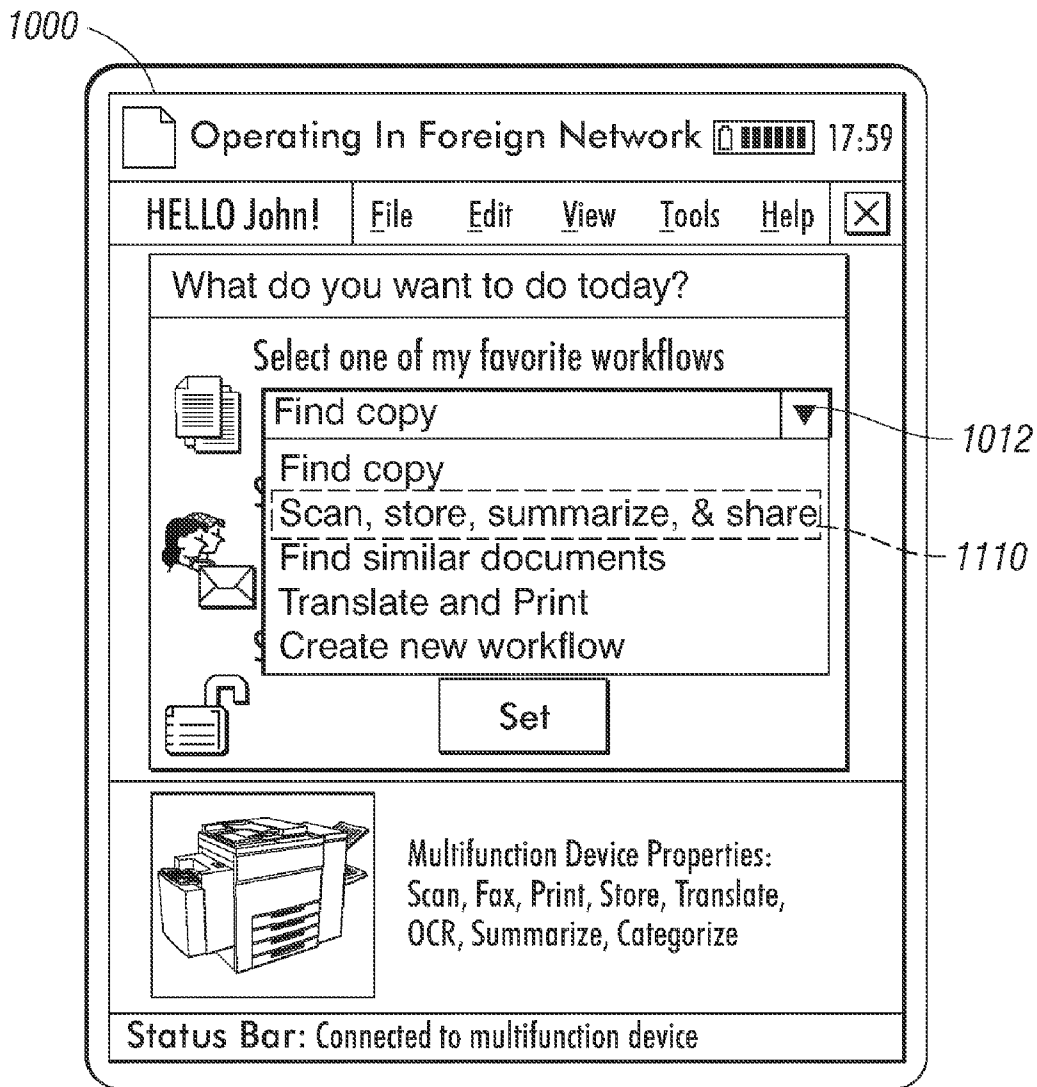 1000
Operating In Foreign Network 17:59
HELLO John! File Edit View Tools Help
What do you want to do today?
Select one of my favorite workflows
Find copy
1012
Find copy
S
Scan, store, summarize, & share
1110
Find similar documents
Translate and Print
S
Create new workflow
Set
Multifunction Device Properties:
Scan, Fax, Print, Store, Translate,
OCR, Summarize, Categorize
Status Bar: Connected to multifunction device